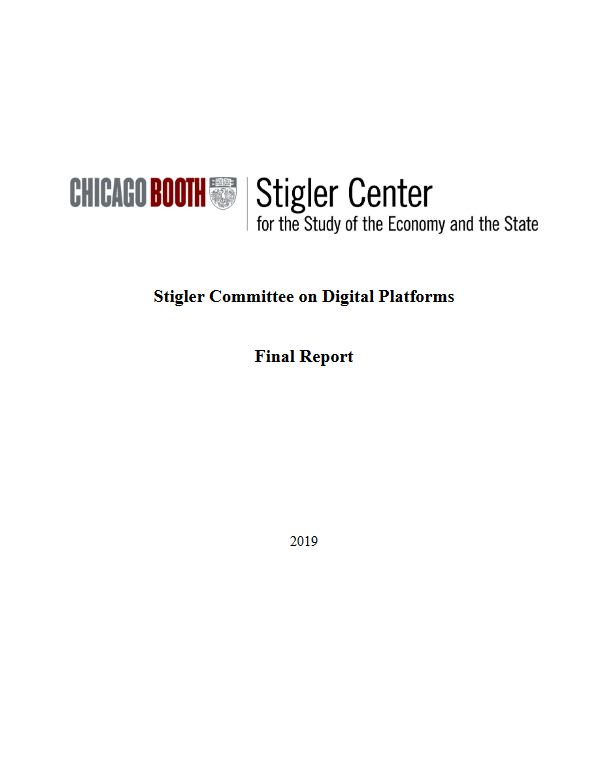 CHICAGO BOOTH
Stigler Center
for the Study of the Economy and the State
Stigler Committee on Digital Platforms
Final Report
2019